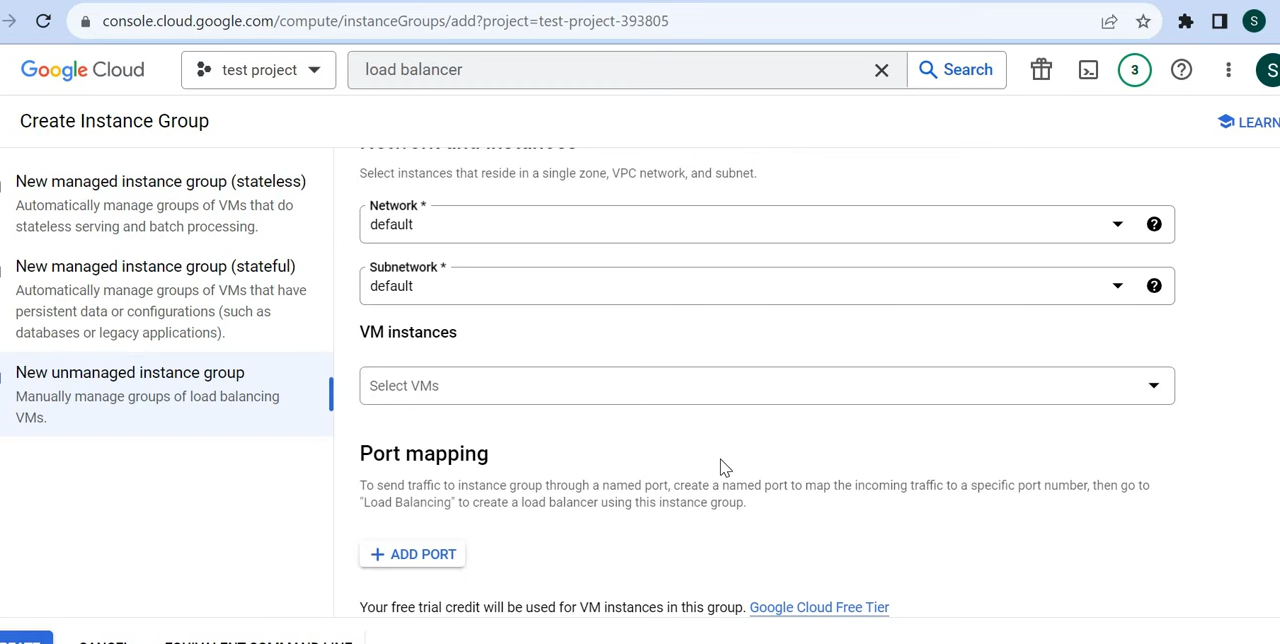 console.cloud.google.com/compute/instanceGroups/add?project=test-project-393805
S
Google Cloud
test project
load balancer
Search
3
S
Create Instance Group
LEARN
New managed instance group (stateless)
Automatically manage groups of VMs that do
stateless serving and batch processing.
New managed instance group (stateful)
Automatically manage groups of VMs that have
persistent data or configurations (such as
databases or legacy applications).
New unmanaged instance group
Manually manage groups of load balancing
VMs.
Network and instances
Select instances that reside in a single zone, VPC network, and subnet.
Network *
default
Subnetwork *
default
VM instances
Select VMs
Port mapping
To send traffic to instance group through a named port, create a named port to map the incoming traffic to a specific port number, then go to
"Load Balancing" to create a load balancer using this instance group.
+ ADD PORT
Your free trial credit will be used for VM instances in this group. Google Cloud Free Tier
CANCEL
EQUIVALENT COMMAND LINE